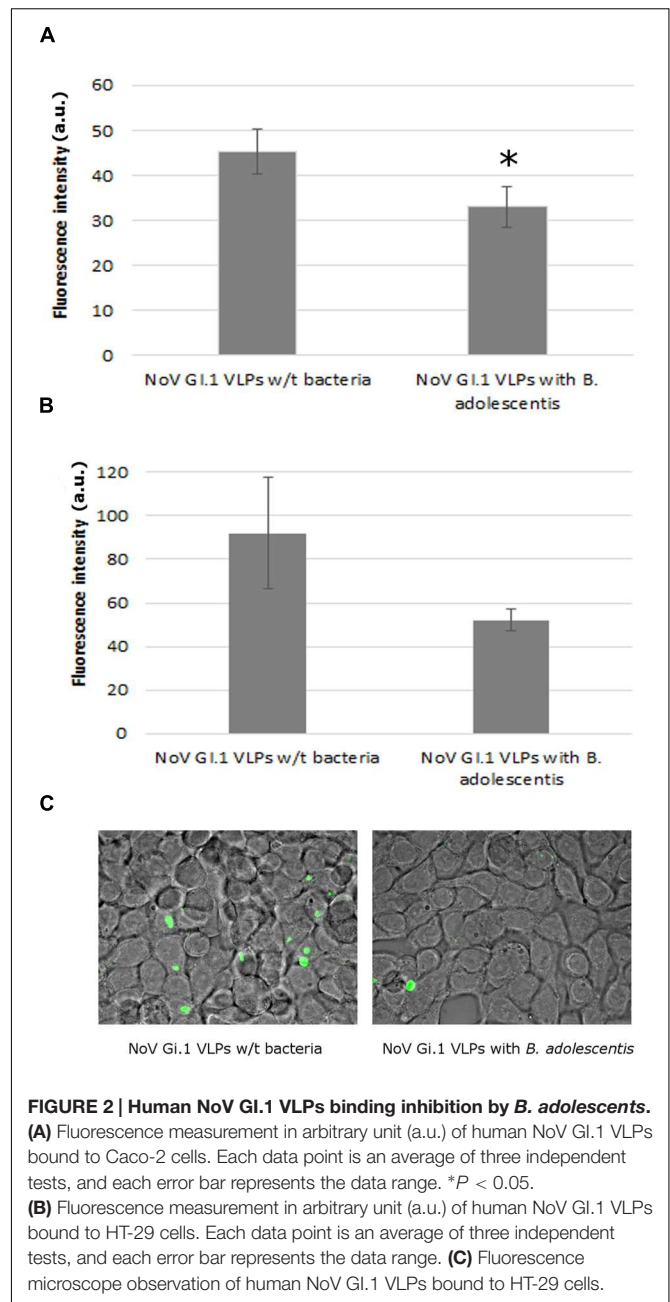 A
Fluorescence intensity (a.u.)
60
50
40
30
20
10
0
*
NoV GI.1 VLPs w/t bacteria
NoV GI.1 VLPs with B.
adolescentis
B
Fluorescence intensity (a.u.)
120
100
80
60
40
20
0
NoV GI.1 VLPs w/t bacteria
NoV GI.1 VLPs with B.
adolescentis
C
NoV Gi.1 VLPs w/t bacteria
NoV Gi.1 VLPs with B. adolescentis
FIGURE 2 | Human NoV GI.1 VLPs binding inhibition by B. adolescents.
(A) Fluorescence measurement in arbitrary unit (a.u.) of human NoV GI.1 VLPs
bound to Caco-2 cells. Each data point is an average of three independent
tests, and each error bar represents the data range. *P < 0.05.
(B) Fluorescence measurement in arbitrary unit (a.u.) of human NoV GI.1 VLPs
bound to HT-29 cells. Each data point is an average of three independent
tests, and each error bar represents the data range. (C) Fluorescence
microscope observation of human NoV GI.1 VLPs bound to HT-29 cells.